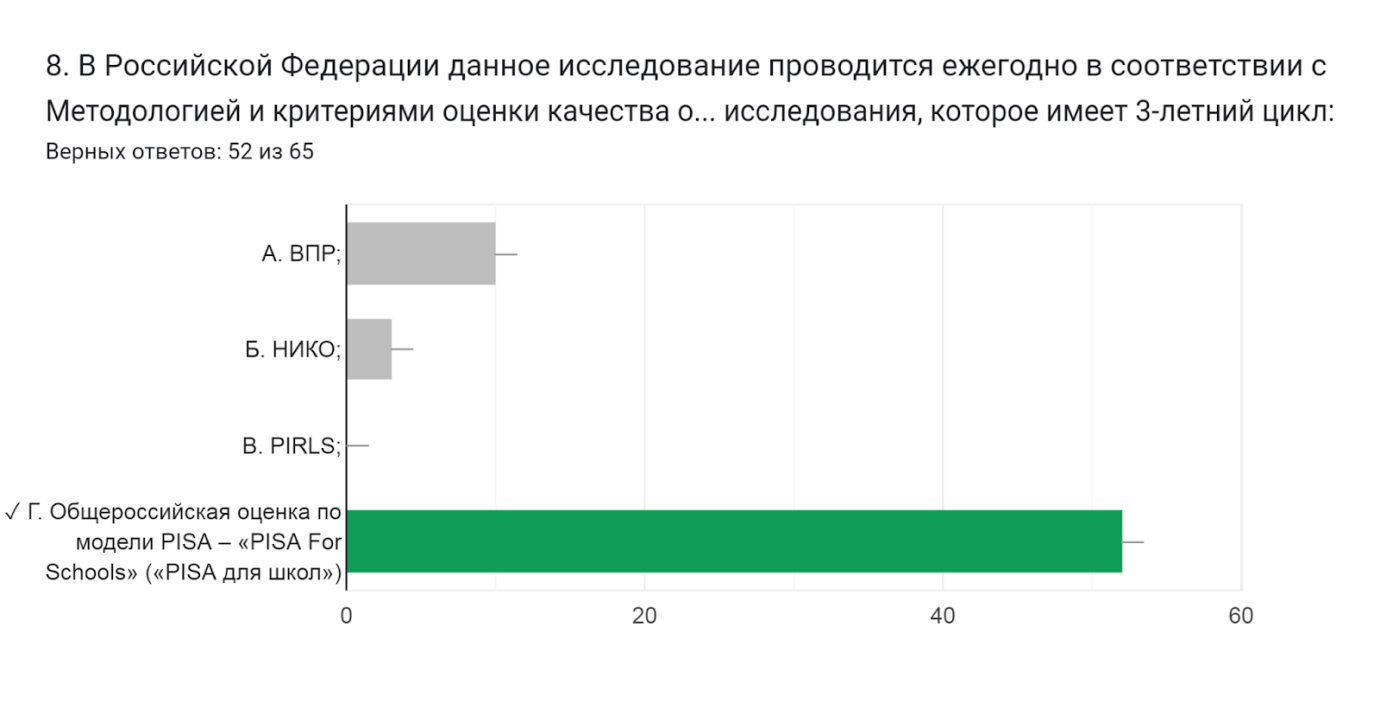 8. В Российской Федерации данное исследование проводится ежегодно в соответствии с
Методологией и критериями оценки качества о... исследования, которое имеет 3-летний цикл:
Верных ответов: 52 из 65
А. ВПР;
Б. НИКО;
В. PIRLS;
✓ Г. Общероссийская оценка по
модели PISA – «PISA For
Schools» («PISA для школ»)
0 20 40 60